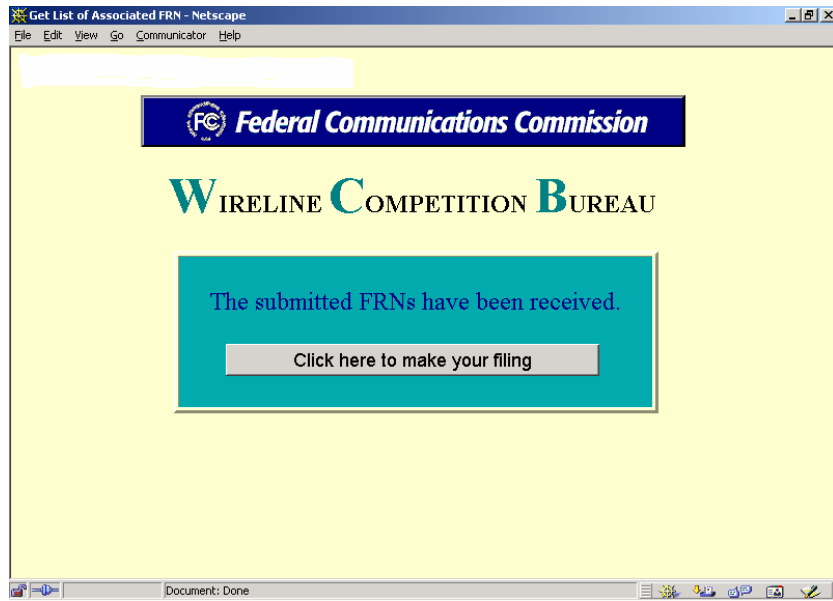 Get List of Associated FRN - Netscape
File Edit View Go Communicator Help
FCC Federal Communications Commission
WIRELINE COMPETITION BUREAU
The submitted FRNs have been received.
Click here to make your filing
Document: Done